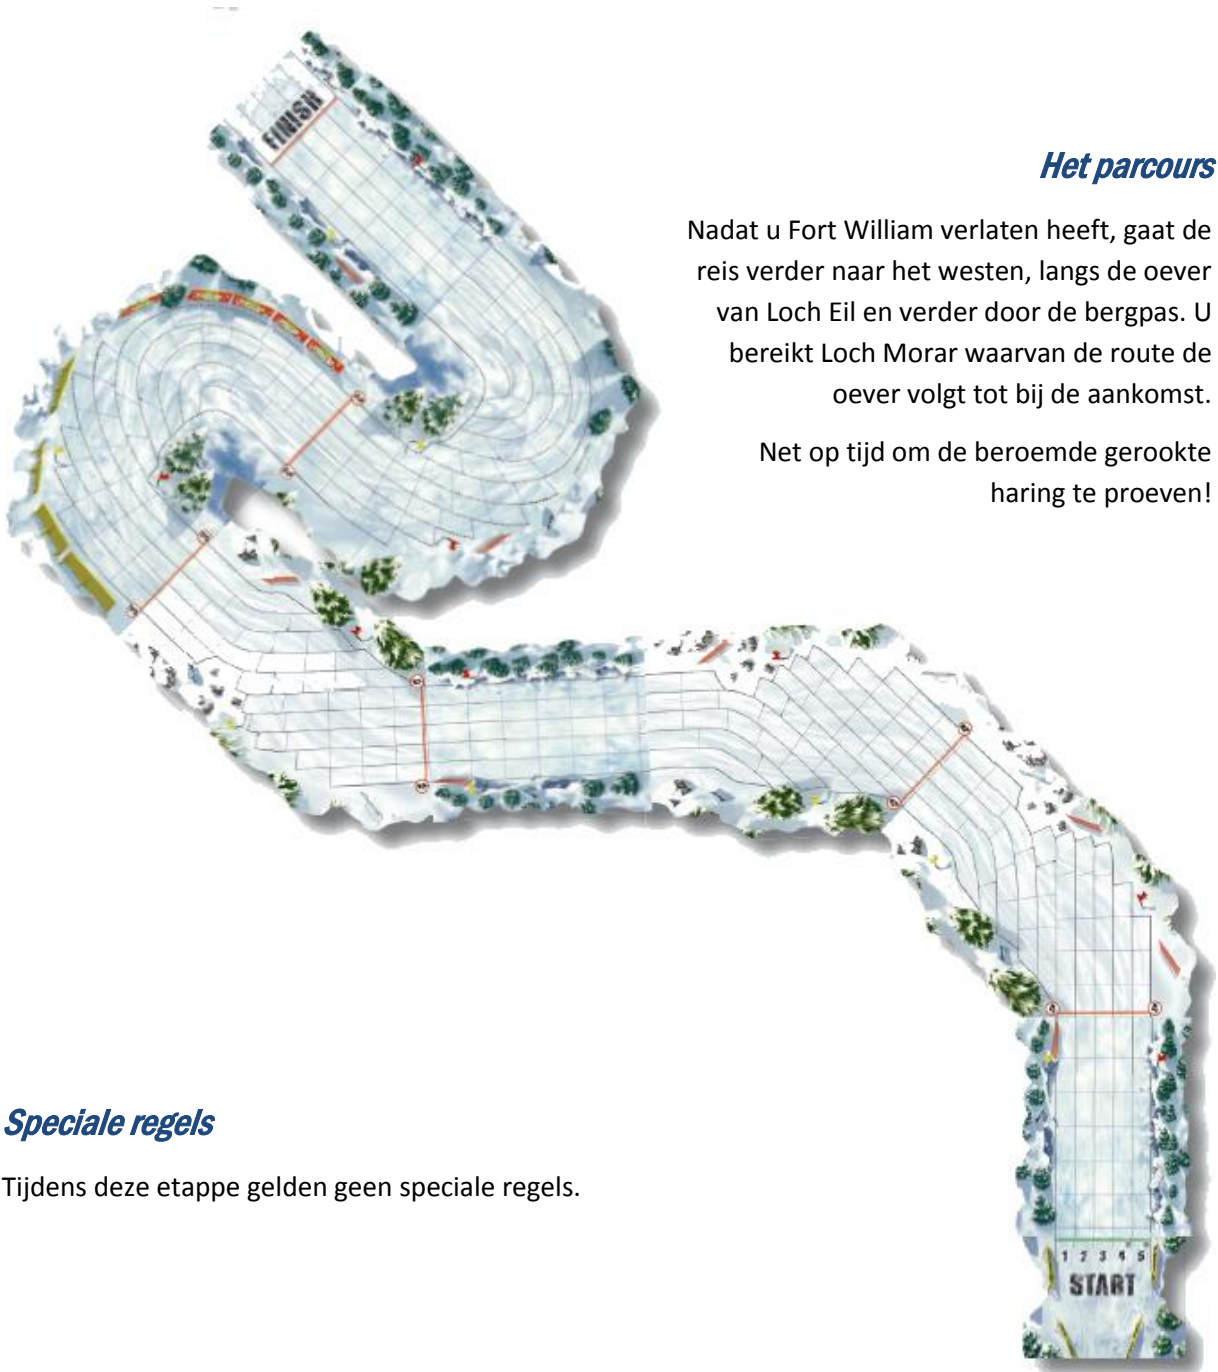 FINISH
Het parcours
Nadat u Fort William verlaten heeft, gaat de
reis verder naar het westen, langs de oever
van Loch Eil en verder door de bergpas. U
bereikt Loch Morar waarvan de route de
oever volgt tot bij de aankomst.
Net op tijd om de beroemde gerookte
haring te proeven!
Speciale regels
Tijdens deze etappe gelden geen speciale regels.
1 2 3 4 5
START